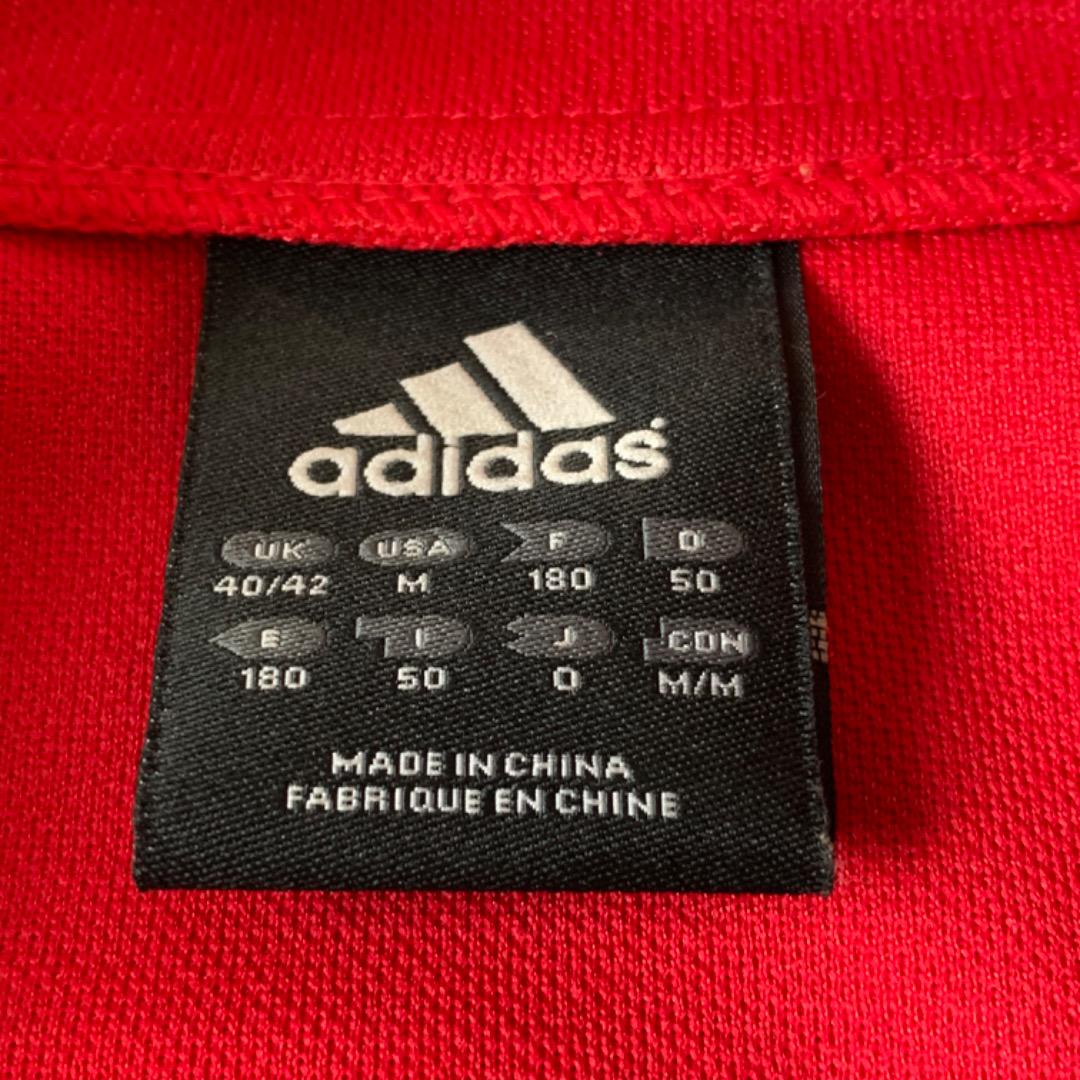 adidas
UK USA F D
40/42 M 180 50
E I J CDN
180 50 O M/M
MADE IN CHINA
FABRIQUE EN CHINE